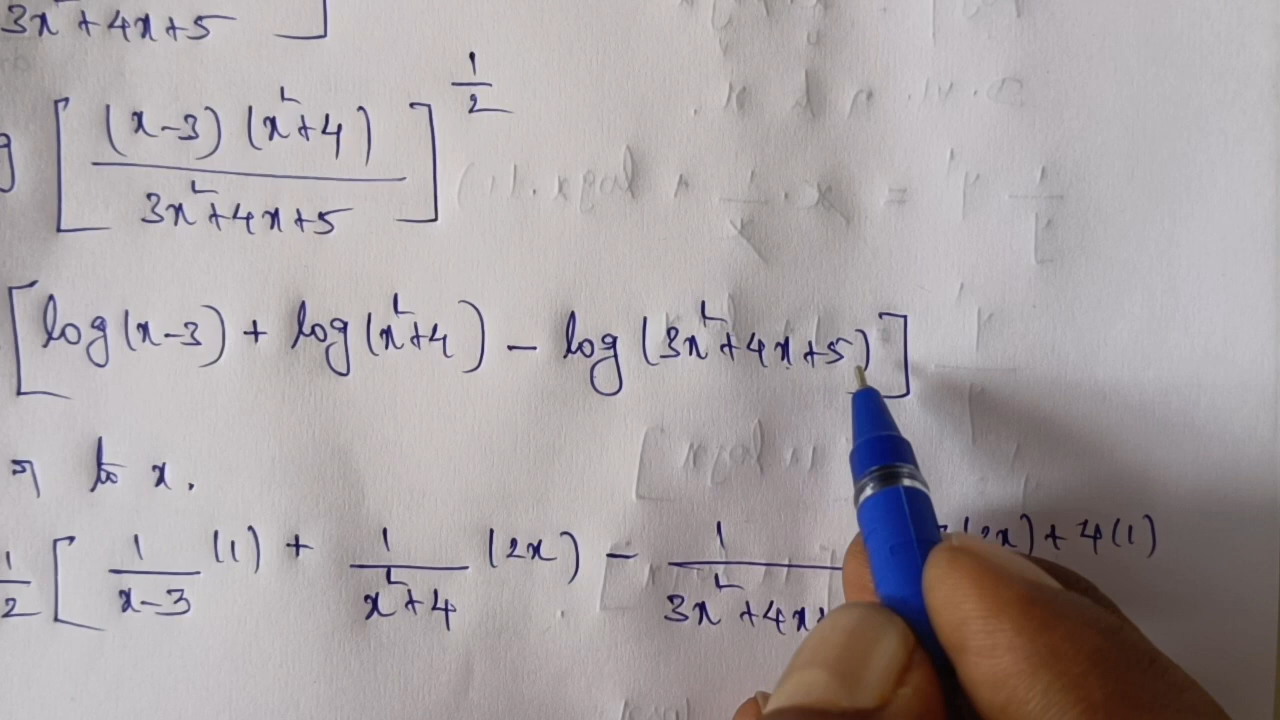 3x²+4x+5 ]
g [ (x-3) (x²+4) / 3x²+4x+5 ]^1/2
[ log(x-3) + log(x²+4) - log(3x²+4x+5) ]
to x.
1/2 [ 1/x-3 (1) + 1/x²+4 (2x) - 1/3x²+4x (2x)+4(1)